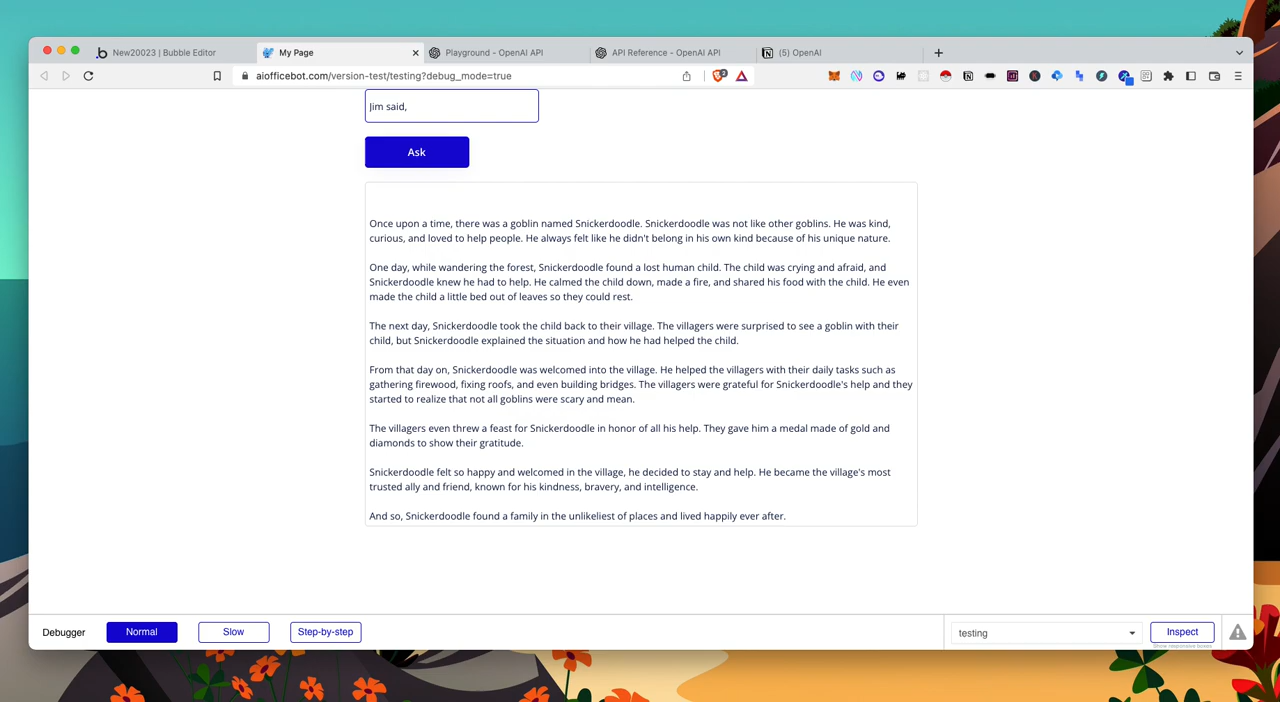 New20023 | Bubble Editor
My Page
Playground - OpenAI API
API Reference - OpenAI API
(5) OpenAI
aiofficebot.com/version-test/testing?debug_mode=true
Jim said,
Ask
Once upon a time, there was a goblin named Snickerdoodle. Snickerdoodle was not like other goblins. He was kind,
curious, and loved to help people. He always felt like he didn't belong in his own kind because of his unique nature.
One day, while wandering the forest, Snickerdoodle found a lost human child. The child was crying and afraid, and
Snickerdoodle knew he had to help. He calmed the child down, made a fire, and shared his food with the child. He even
made the child a little bed out of leaves so they could rest.
The next day, Snickerdoodle took the child back to their village. The villagers were surprised to see a goblin with their
child, but Snickerdoodle explained the situation and how he had helped the child.
From that day on, Snickerdoodle was welcomed into the village. He helped the villagers with their daily tasks such as
gathering firewood, fixing roofs, and even building bridges. The villagers were grateful for Snickerdoodle's help and they
started to realize that not all goblins were scary and mean.
The villagers even threw a feast for Snickerdoodle in honor of all his help. They gave him a medal made of gold and
diamonds to show their gratitude.
Snickerdoodle felt so happy and welcomed in the village, he decided to stay and help. He became the village's most
trusted ally and friend, known for his kindness, bravery, and intelligence.
And so, Snickerdoodle found a family in the unlikeliest of places and lived happily ever after.
Debugger
Normal
Slow
Step-by-step
testing
Inspect
Show responsive boxes